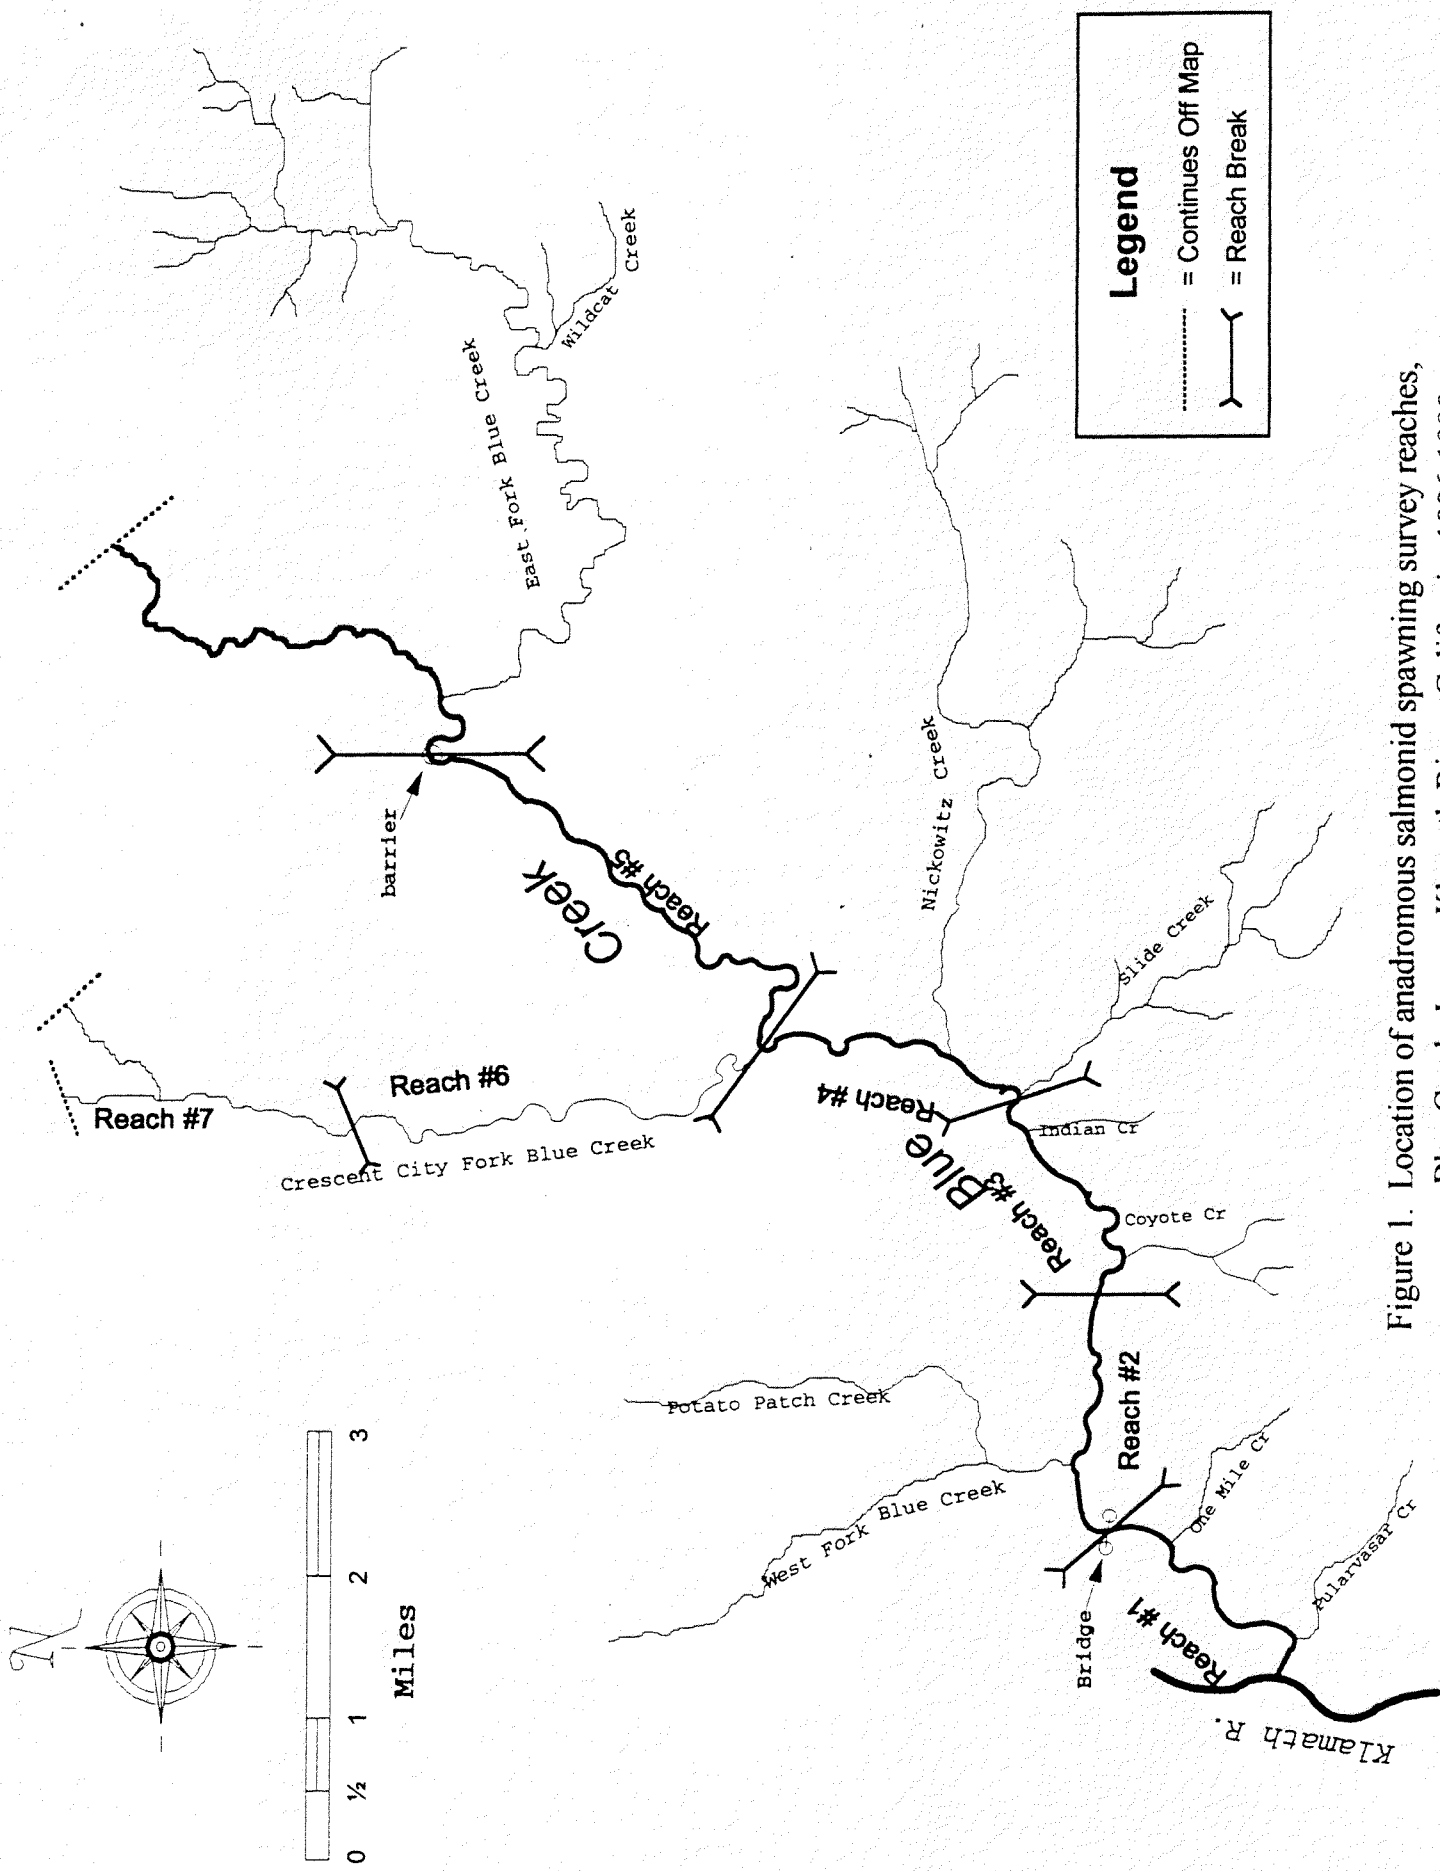 N
0 ½ 1 2 3
Miles
Reach #7
Reach #6
Crescent City Fork Blue Creek
barrier
East Fork Blue Creek
Wildcat Creek
Creek
Reach #5
Nickowitz Creek
Slide Creek
Reach #4
Blue
Indian Cr
Reach #3
Coyote Cr
Potato Patch Creek
West Fork Blue Creek
Reach #2
One Mile Cr
Pularvasar Cr
Bridge
Reach #1
Klamath R.
Legend
= Continues Off Map
= Reach Break
Figure 1. Location of anadromous salmonid spawning survey reaches,